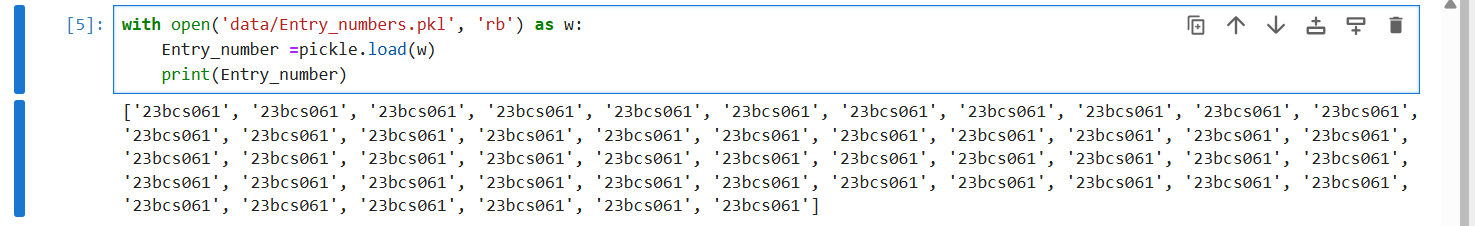 [5]: with open('data/Entry_numbers.pkl', 'rb') as w:
Entry_number =pickle.load(w)
print(Entry_number)
['23bcs061', '23bcs061', '23bcs061', '23bcs061', '23bcs061', '23bcs061', '23bcs061', '23bcs061', '23bcs061', '23bcs061', '23bcs061',
'23bcs061', '23bcs061', '23bcs061', '23bcs061', '23bcs061', '23bcs061', '23bcs061', '23bcs061', '23bcs061', '23bcs061', '23bcs061',
'23bcs061', '23bcs061', '23bcs061', '23bcs061', '23bcs061', '23bcs061', '23bcs061', '23bcs061', '23bcs061', '23bcs061', '23bcs061',
'23bcs061', '23bcs061', '23bcs061', '23bcs061', '23bcs061', '23bcs061', '23bcs061', '23bcs061', '23bcs061', '23bcs061', '23bcs061',
'23bcs061', '23bcs061', '23bcs061', '23bcs061', '23bcs061', '23bcs061']